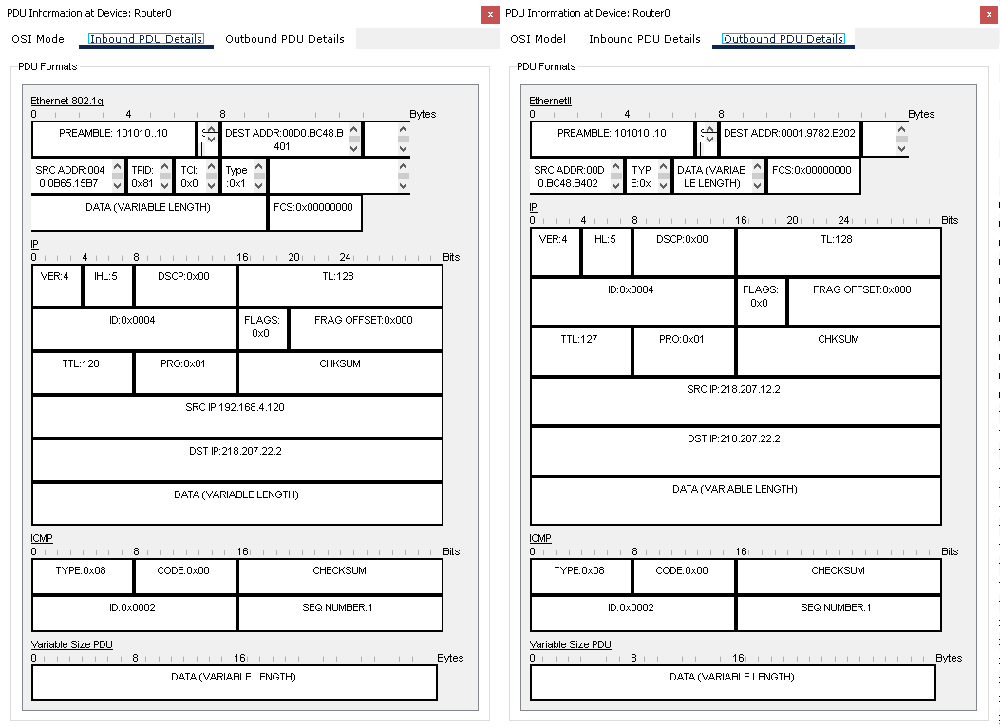 PDU Information at Device: Router0
x
OSI Model Inbound PDU Details Outbound PDU Details
PDU Formats
Ethernet 802.1q
0 4 8 Bytes
PREAMBLE: 101010..10
DEST ADDR:00D0.BC48.B
401
SRC ADDR:004
0.0B65.15B7
TPID:
0x81
TCI:
0x0
Type
:0x1
DATA (VARIABLE LENGTH)
FCS:0x00000000
IP
0 4 8 16 20 24 Bits
VER:4 IHL:5 DSCP:0x00 TL:128
ID:0x0004
FLAGS:
0x0
FRAG OFFSET:0x000
TTL:128 PRO:0x01 CHKSUM
SRC IP:192.168.4.120
DST IP:218.207.22.2
DATA (VARIABLE LENGTH)
ICMP
0 8 16 Bits
TYPE:0x08 CODE:0x00 CHECKSUM
ID:0x0002 SEQ NUMBER:1
Variable Size PDU
0 8 16 Bytes
DATA (VARIABLE LENGTH)
PDU Information at Device: Router0
x
OSI Model Inbound PDU Details Outbound PDU Details
PDU Formats
EthernetII
0 4 8 Bytes
PREAMBLE: 101010..10
DEST ADDR:0001.9782.E202
SRC ADDR:00D
0.BC48.B402
TYP
E:0x
DATA (VARIAB
LE LENGTH)
FCS:0x00000000
IP
0 4 8 16 20 24 Bits
VER:4 IHL:5 DSCP:0x00 TL:128
ID:0x0004
FLAGS:
0x0
FRAG OFFSET:0x000
TTL:127 PRO:0x01 CHKSUM
SRC IP:218.207.12.2
DST IP:218.207.22.2
DATA (VARIABLE LENGTH)
ICMP
0 8 16 Bits
TYPE:0x08 CODE:0x00 CHECKSUM
ID:0x0002 SEQ NUMBER:1
Variable Size PDU
0 8 16 Bytes
DATA (VARIABLE LENGTH)